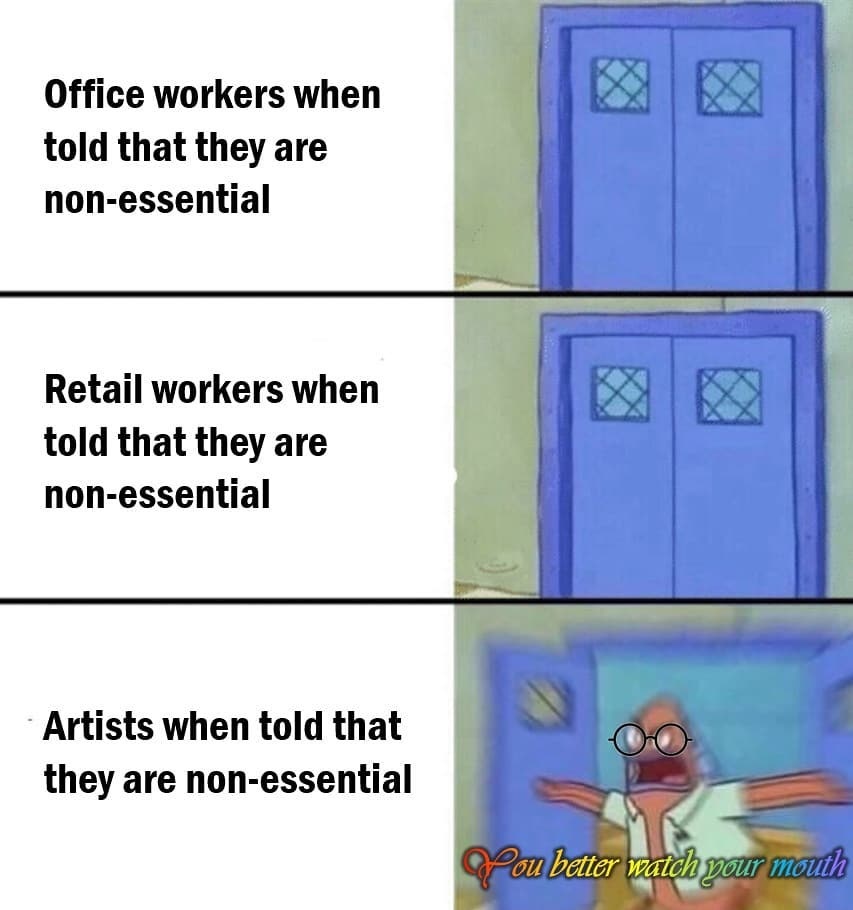 Office workers when
told that they are
non-essential
Retail workers when
told that they are
non-essential
Artists when told that
they are non-essential
You better watch your mouth